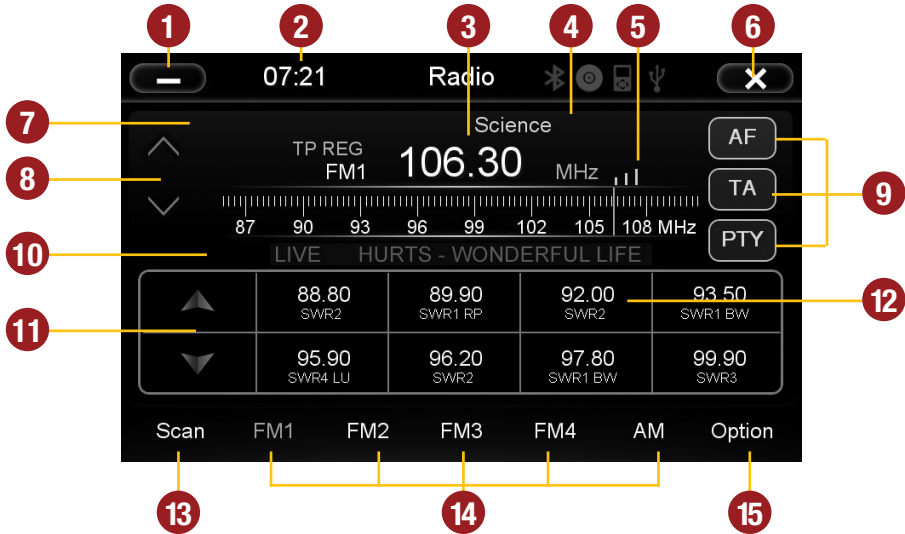 1 2 3 4 5 6
07:21 Radio
7
Science
AF
TP REG
8
FM1 106.30 MHz
TA
9
87 90 93 96 99 102 105 108 MHz
PTY
10
LIVE HURTS - WONDERFUL LIFE
88.80 89.90 92.00 93.50
12
SWR2 SWR1 RP SWR2 SWR1 BW
11
95.90 96.20 97.80 99.90
SWR4 LU SWR2 SWR1 BW SWR3
Scan FM1 FM2 FM3 FM4 AM Option
13 14 15